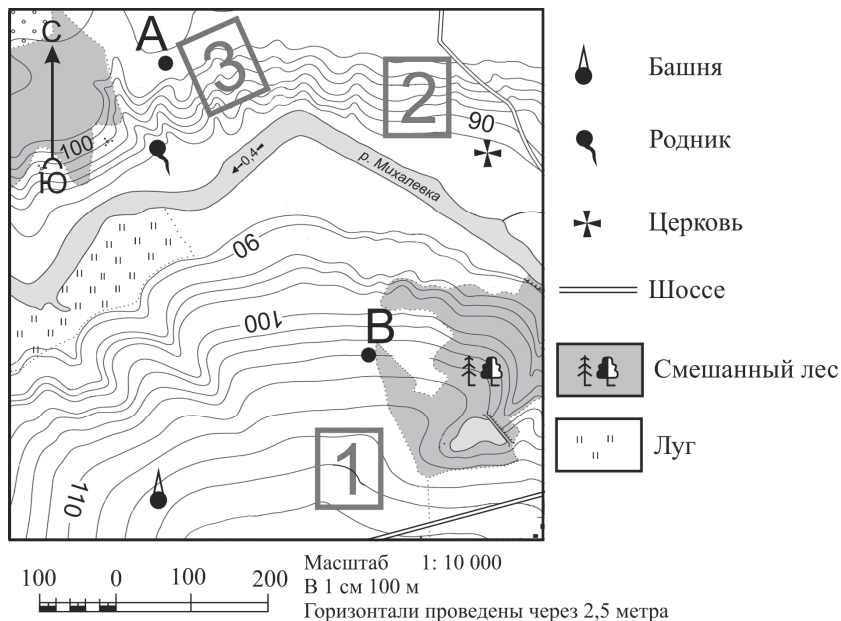 С
А
3
2
Башня
90
100
Родник
0,4
р. Михалевка
Ю
Церковь
90
Шоссе
100
В
Смешанный лес
Луг
1
110
100 0 100 200
Масштаб 1: 10 000
В 1 см 100 м
Горизонтали проведены через 2,5 метра